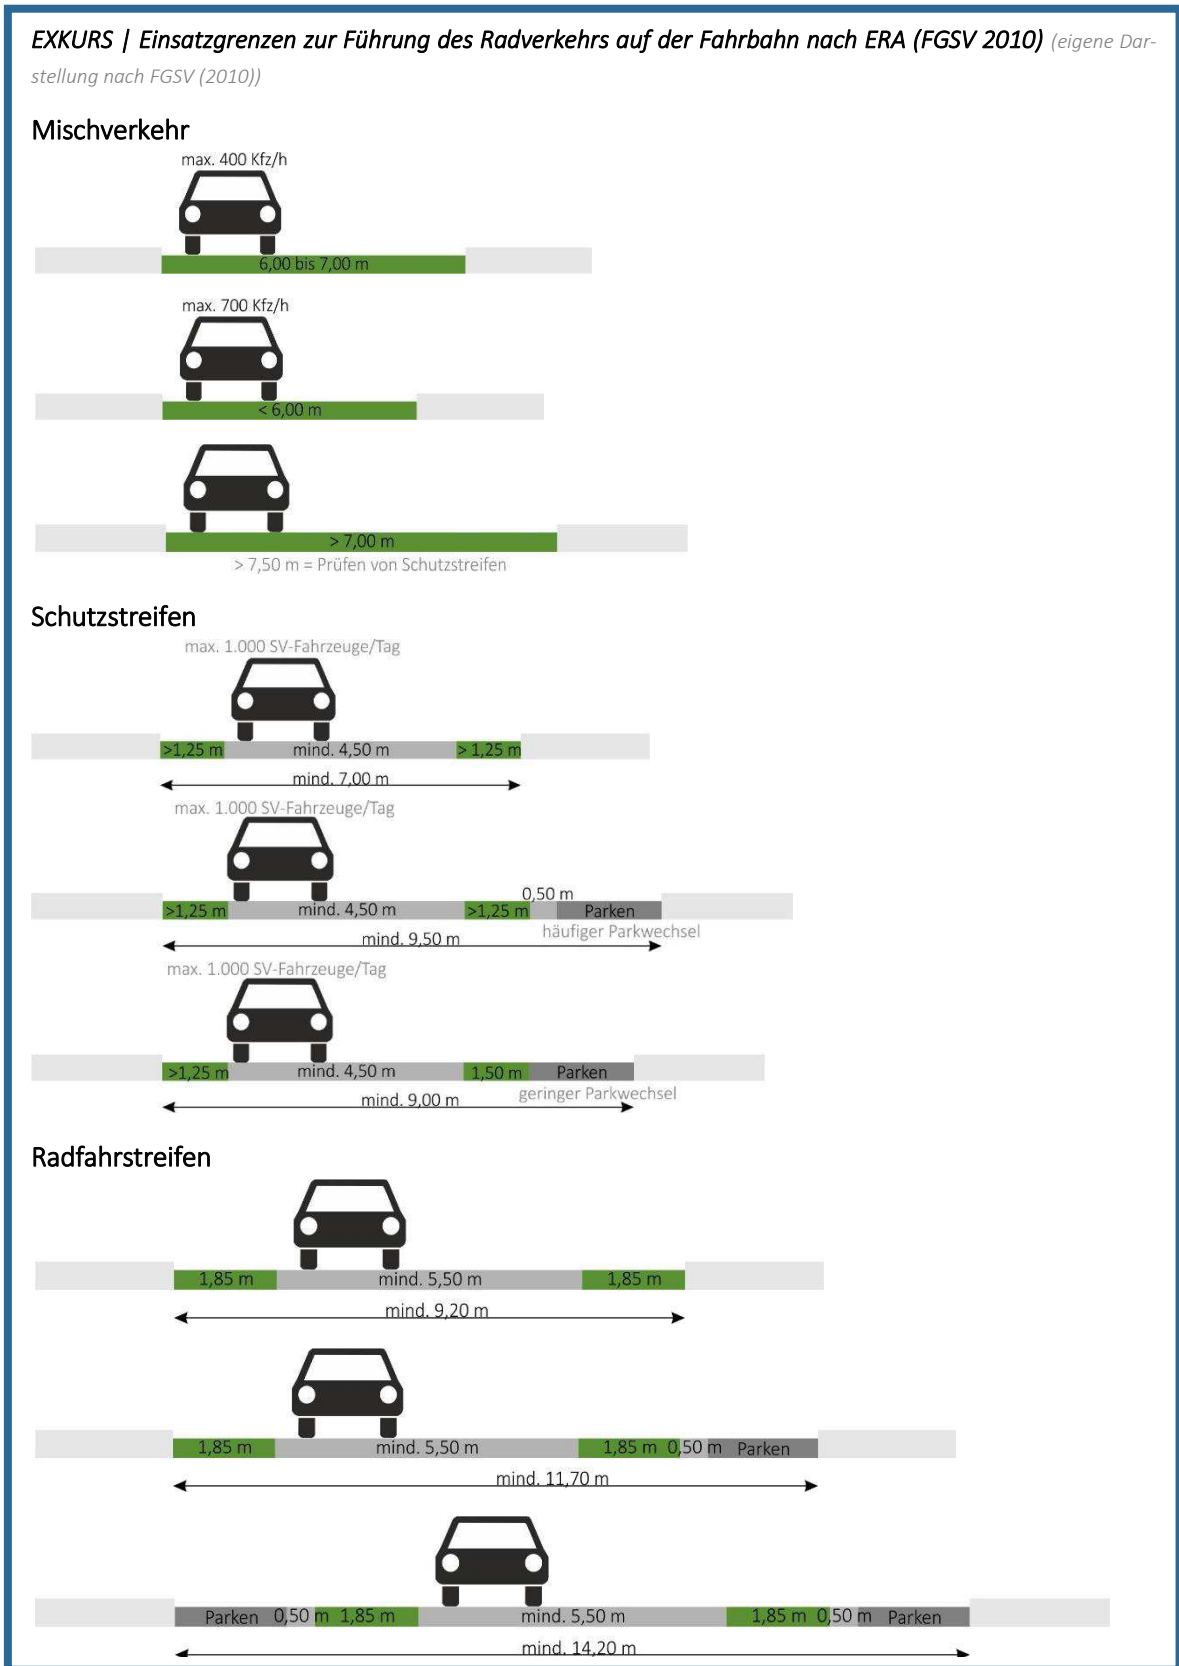 EXKURS | Einsatzgrenzen zur Führung des Radverkehrs auf der Fahrbahn nach ERA (FGSV 2010) (eigene Dar-
stellung nach FGSV (2010))
Mischverkehr
max. 400 Kfz/h
6,00 bis 7,00 m
max. 700 Kfz/h
< 6,00 m
> 7,00 m
> 7,50 m = Prüfen von Schutzstreifen
Schutzstreifen
max. 1.000 SV-Fahrzeuge/Tag
>1,25 m mind. 4,50 m > 1,25 m
mind. 7,00 m
max. 1.000 SV-Fahrzeuge/Tag
0,50 m
>1,25 m mind. 4,50 m >1,25 m Parken
häufiger Parkwechsel
mind. 9,50 m
max. 1.000 SV-Fahrzeuge/Tag
>1,25 m mind. 4,50 m 1,50 m Parken
geringer Parkwechsel
mind. 9,00 m
Radfahrstreifen
1,85 m mind. 5,50 m 1,85 m
mind. 9,20 m
1,85 m mind. 5,50 m 1,85 m 0,50 m Parken
mind. 11,70 m
Parken 0,50 m 1,85 m mind. 5,50 m 1,85 m 0,50 m Parken
mind. 14,20 m